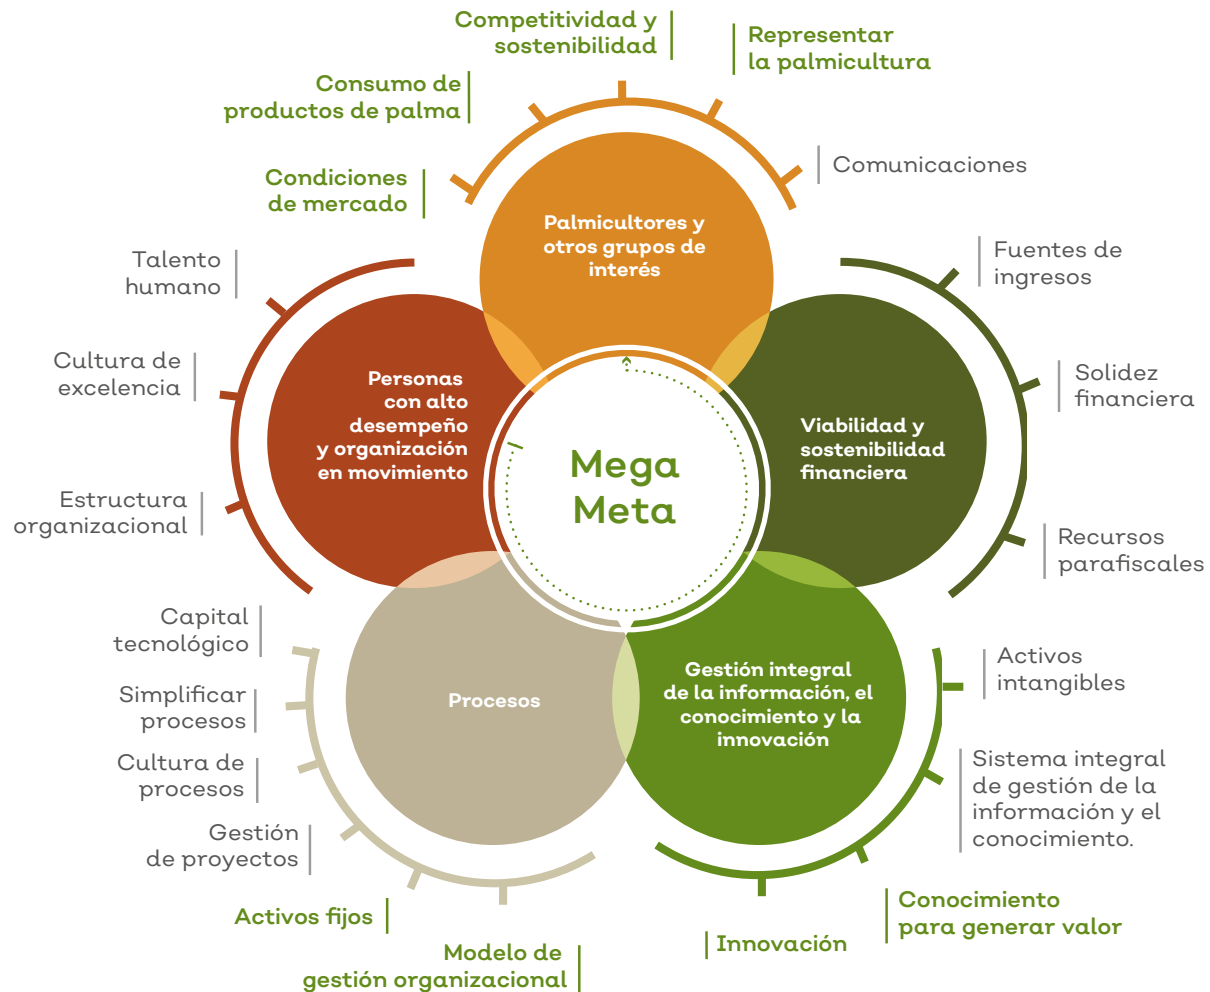 Competitividad y
sostenibilidad
Representar
la palmicultura
Consumo de
productos de palma
Condiciones
de mercado
Comunicaciones
Palmicultores y
otros grupos de
interés
Talento
humano
Cultura de
excelencia
Estructura
organizacional
Personas
con alto
desempeño
y organización
en movimiento
Mega
Meta
Viabilidad y
sostenibilidad
financiera
Fuentes de
ingresos
Solidez
financiera
Recursos
parafiscales
Capital
tecnológico
Simplificar
procesos
Cultura de
procesos
Gestión
de proyectos
Activos fijos
Modelo de
gestión organizacional
Procesos
Gestión integral
de la información, el
conocimiento y la
innovación
Activos
intangibles
Sistema integral
de gestión de la
información y el
conocimiento.
Conocimiento
para generar valor
Innovación